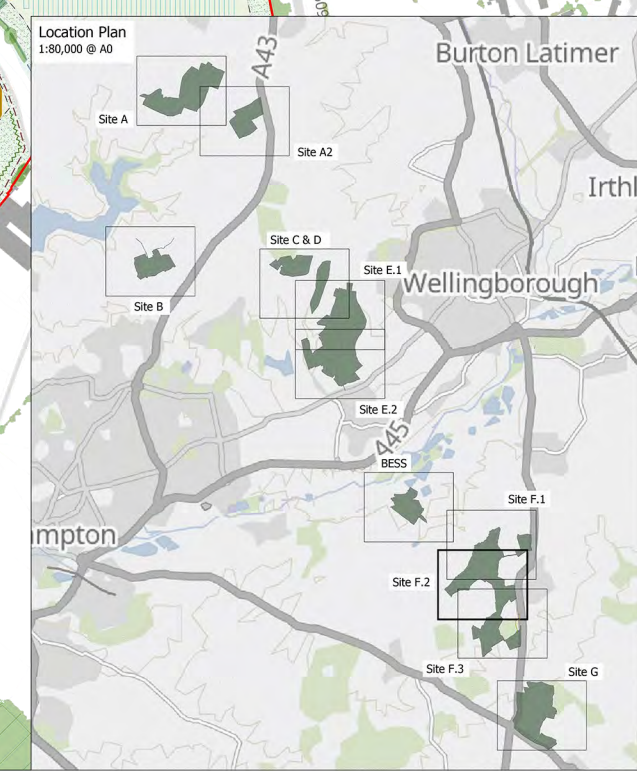 Location Plan
1:80,000 @ A0
A43
Burton Latimer
Site A
Site A2
Irthl
Site C & D
Site E.1
Wellingborough
Site B
Site E.2
A45
BESS
Site F.1
ampton
Site F.2
Site F.3
Site G